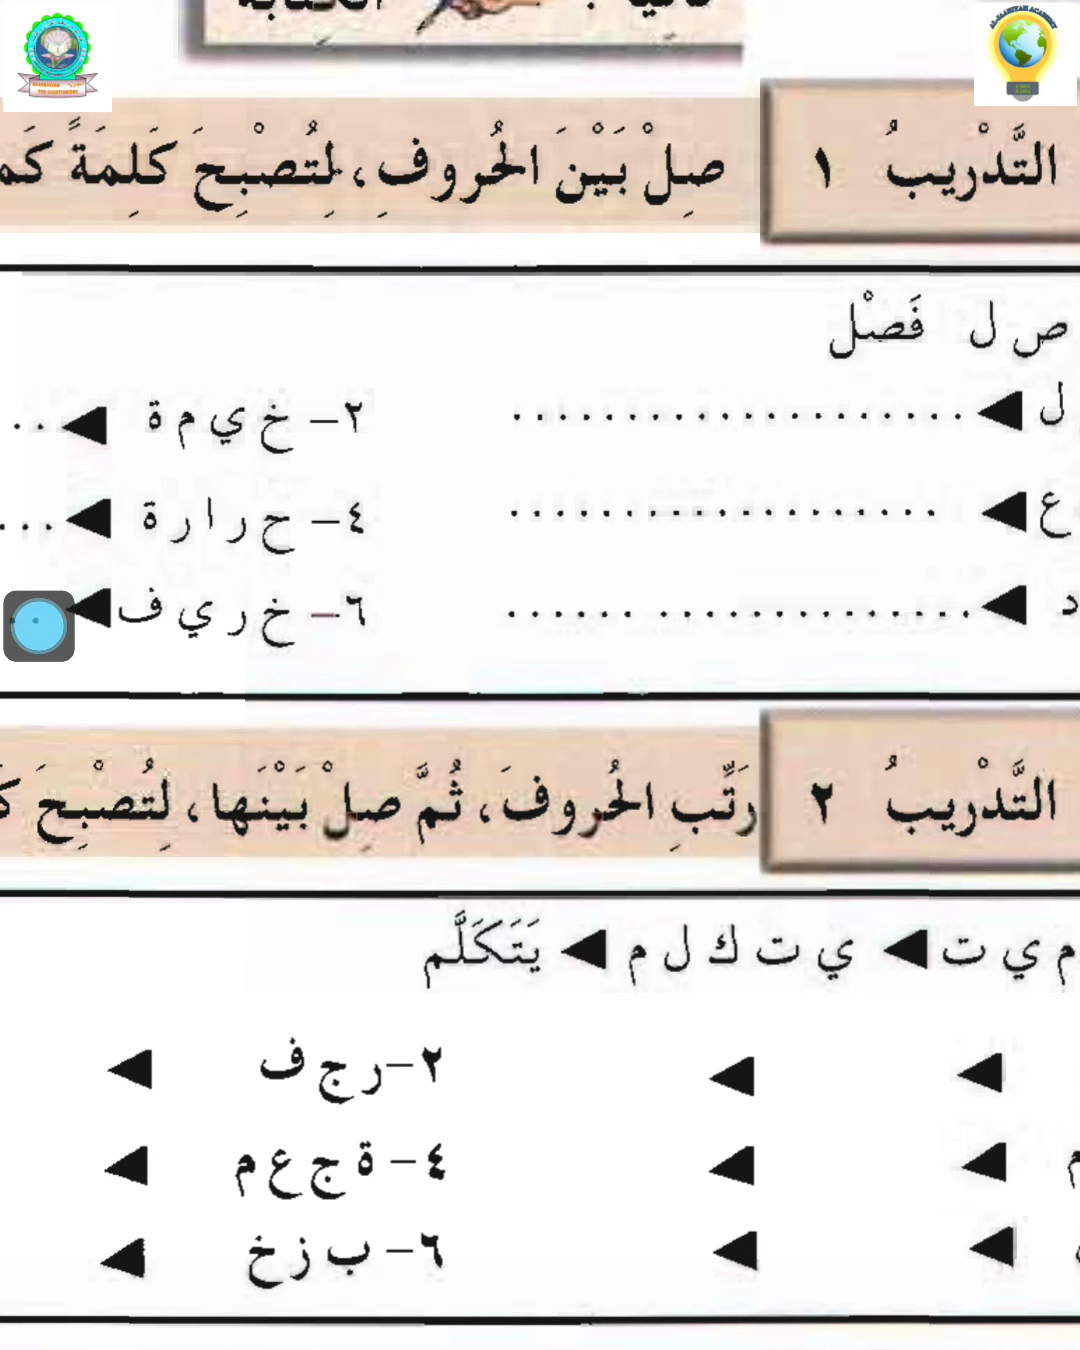 التَّدْرِيبُ ١ صِلْ بَيْنَ الحُروفِ، لِتُصْبِحَ كَلِمَةً
ص ل فَصْل
ل ◄ .................... ٢- خ ي م ة ◄ ..
ع ◄ .................... ٤- ح ر ا ر ة ◄ ...
د ◄ .................... ٦- خ ر ي ف ◄
التَّدْرِيبُ ٢ رَتِّبِ الحُروفَ، ثُمَّ صِلْ بَيْنَها، لِتُصْبِحَ
م ي ت ◄ ي ت ك ل م ◄ يَتَكَلَّم
◄ ◄ ٢- ر ج ف ◄
م ◄ ◄ ٤- ة ج ع م ◄
◄ ◄ ٦- ب ز خ ◄